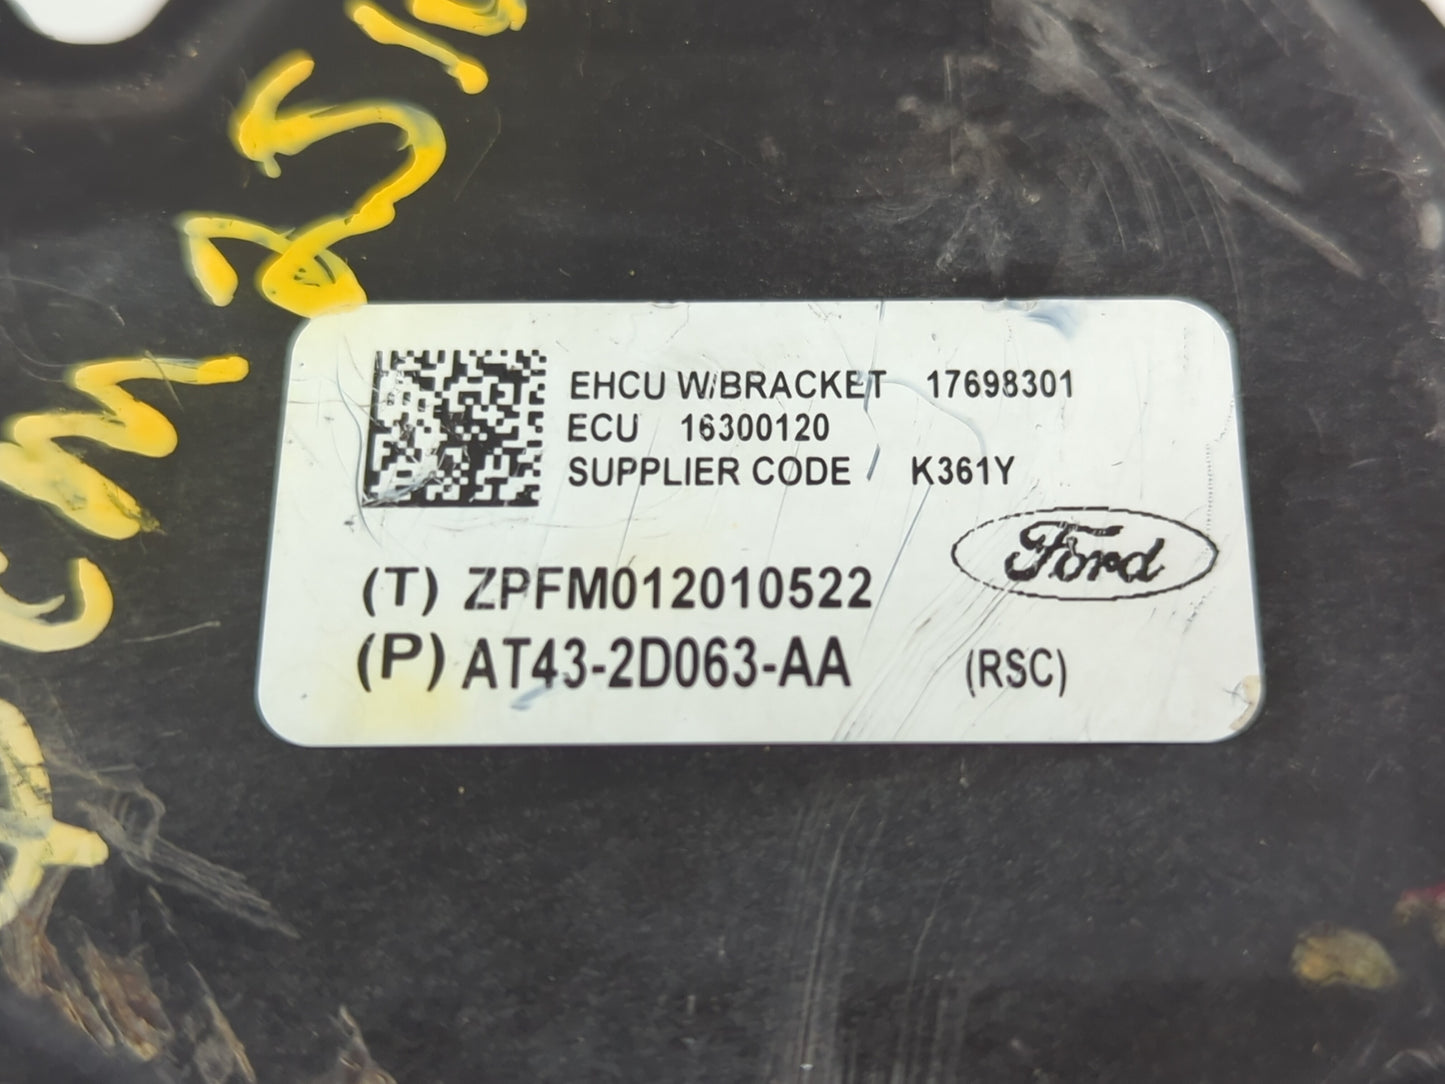 EHCU W/BRACKET 17698301
ECU 16300120
SUPPLIER CODE K361Y
Ford
(T) ZPFM012010522
(P) AT43-2D063-AA (RSC)